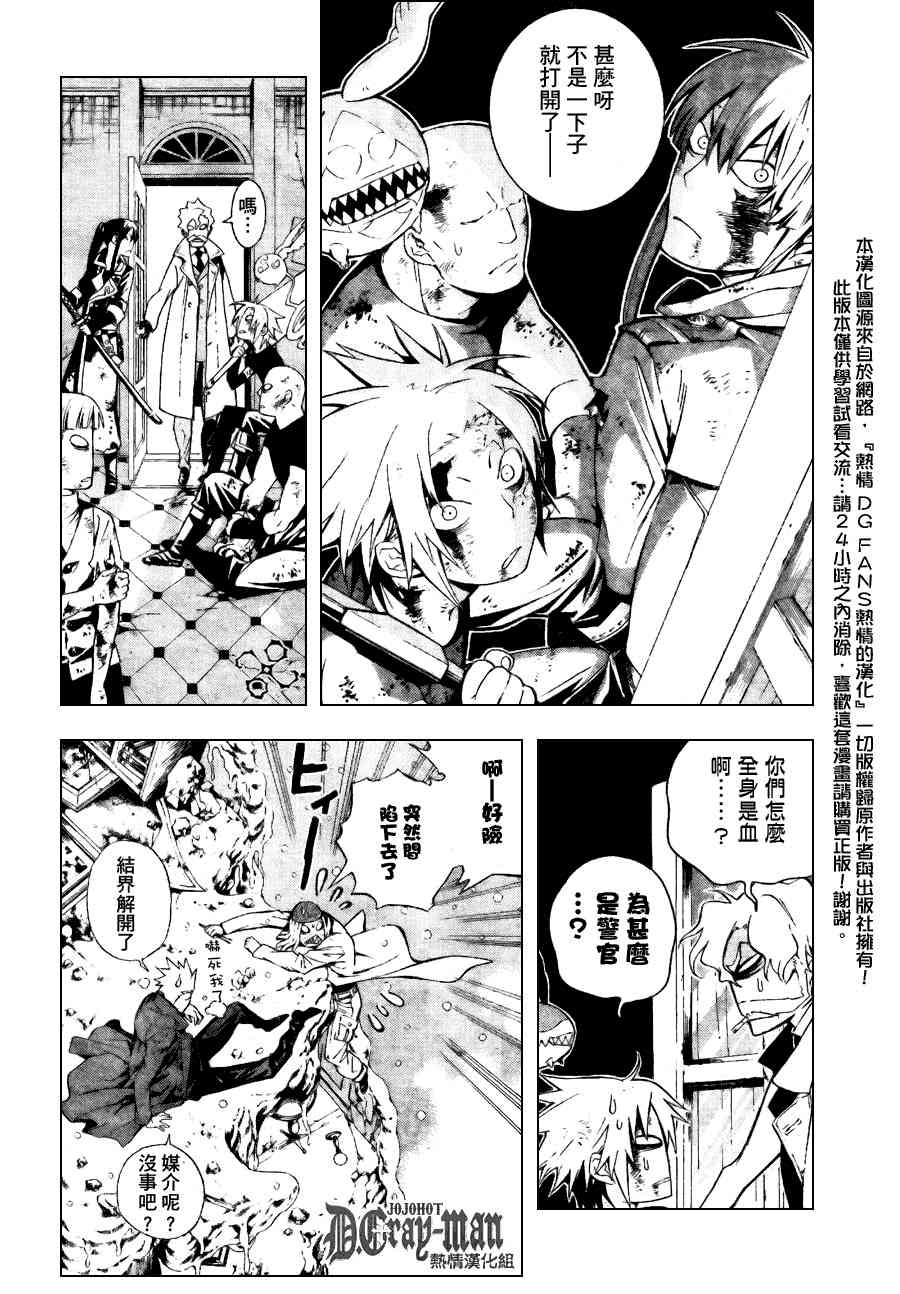 甚麼呀
不是一下子
就打開了——
嗎…
你們怎麼
全身是血
啊……？
為甚麼
是警官
…？
啊—好險
突然間
陷下去了
ヒィー
結界解開了
嚇死我了
媒介呢？
沒事吧？
JOJOHOT
D.Gray-man
熱情漢化組
本漢化圖源來自於網路．『熱情DG FANS熱情的漢化』一切版權歸原作者與出版社擁有！
此版本僅供學習試看交流…請24小時之內消除．喜歡這套漫畫請購買正版！謝謝。